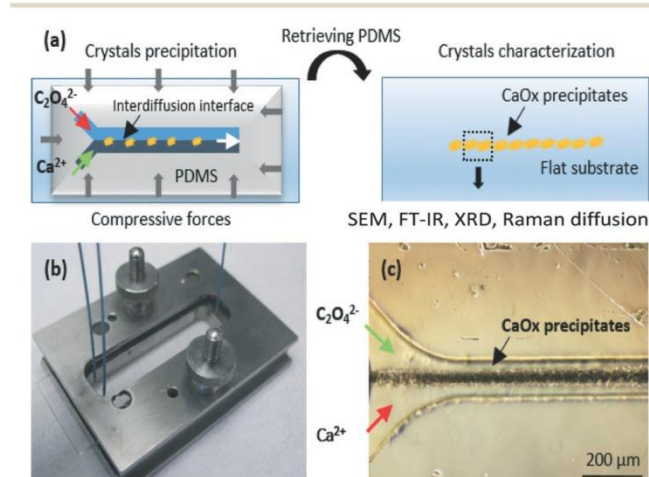 (a)
Crystals precipitation
Retrieving PDMS
Crystals characterization
C₂O₄²⁻
Interdiffusion interface
CaOx precipitates
Ca²⁺
PDMS
Flat substrate
Compressive forces
SEM, FT-IR, XRD, Raman diffusion
(b)
(c)
C₂O₄²⁻
CaOx precipitates
Ca²⁺
200 µm